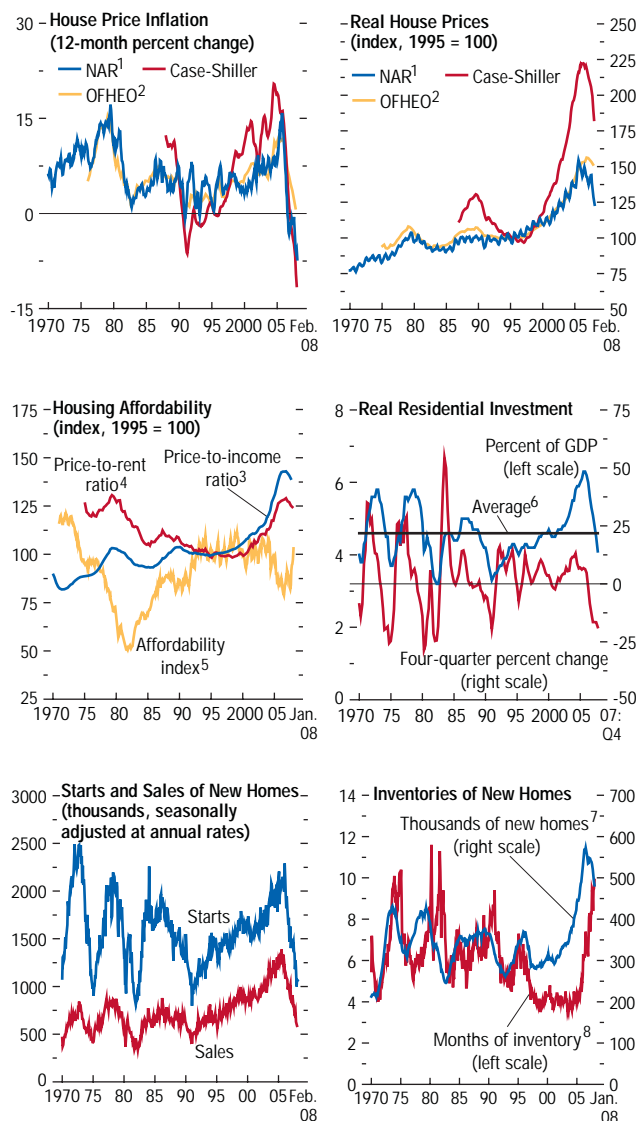 House Price Inflation
(12-month percent change)
NAR1
Case-Shiller
OFHEO2
30
15
0
-15
1970 75 80 85 90 95 2000 05 Feb.
08
Real House Prices
(index, 1995 = 100)
NAR1
Case-Shiller
OFHEO2
250
225
200
175
150
125
100
75
50
1970 75 80 85 90 95 00 05 Feb.
08
Housing Affordability
(index, 1995 = 100)
Price-to-rent
ratio4
Price-to-income
ratio3
Affordability
index5
175
150
125
100
75
50
25
1970 75 80 85 90 95 2000 05 Jan.
08
Real Residential Investment
Percent of GDP
(left scale)
Average6
Four-quarter percent change
(right scale)
8
6
4
2
0
75
50
25
0
-25
-50
1970 75 80 85 90 95 00 05 07:
Q4
Starts and Sales of New Homes
(thousands, seasonally
adjusted at annual rates)
Starts
Sales
3000
2500
2000
1500
1000
500
0
1970 75 80 85 90 95 00 05 Feb.
08
Inventories of New Homes
Thousands of new homes7
(right scale)
Months of inventory8
(left scale)
14
12
10
8
6
4
2
0
700
600
500
400
300
200
100
0
1970 75 80 85 90 95 00 05 Jan.
08